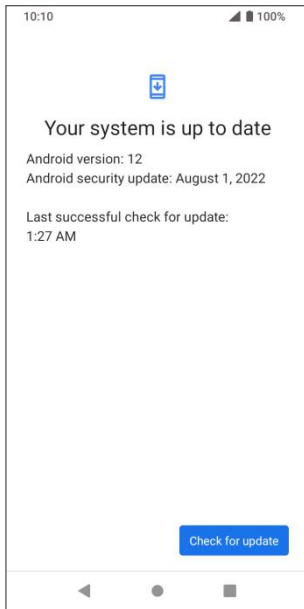 10:10 100%
Your system is up to date
Android version: 12
Android security update: August 1, 2022
Last successful check for update:
1:27 AM
Check for update